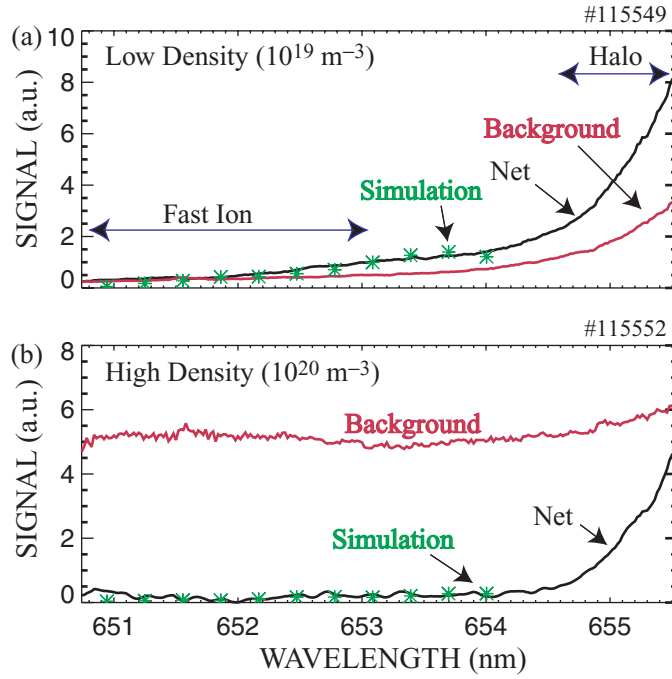 #115549
(a)
Low Density (10¹⁹ m⁻³)
Halo
Background
Net
Simulation
Fast Ion
SIGNAL (a.u.)
10
8
6
4
2
0
#115552
(b)
High Density (10²⁰ m⁻³)
Background
Net
Simulation
SIGNAL (a.u.)
8
6
4
2
0
651 652 653 654 655
WAVELENGTH (nm)